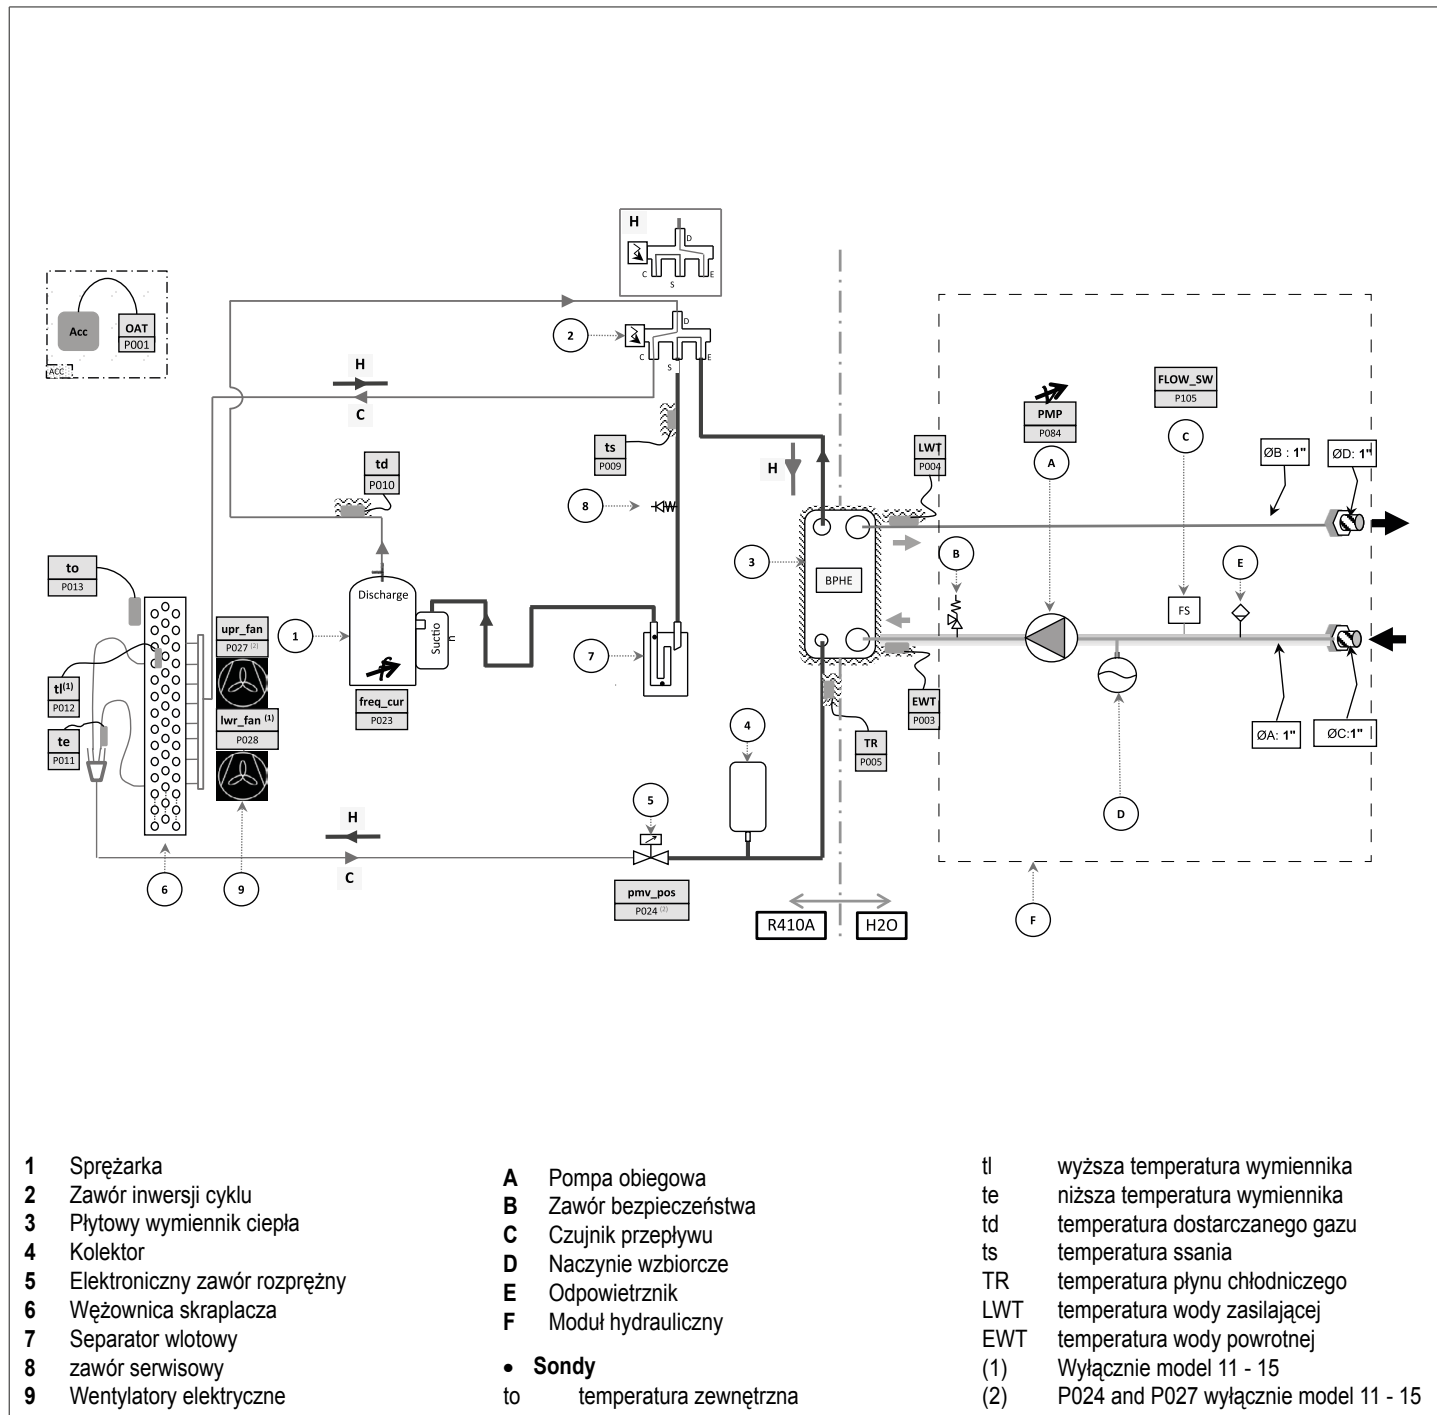 H
D
C
S
E
Acc
OAT
P001
ACC
2
D
C
S
E
H
C
FLOW_SW
P105
PMP
P084
C
A
ts
P009
H
LWT
P004
ØB : 1"
ØD: 1"
td
P010
8
B
E
3
BPHE
FS
to
P013
Discharge
Suctio
n
1
upr_fan
P027 (2)
7
tl(1)
P012
freq_cur
P023
lwr_fan (1)
P028
te
P011
EWT
P003
4
TR
P005
ØA: 1"
ØC:1"
5
D
H
C
6
9
pmv_pos
P024 (2)
R410A
H2O
F
1 Sprężarka
2 Zawór inwersji cyklu
3 Płytowy wymiennik ciepła
4 Kolektor
5 Elektroniczny zawór rozprężny
6 Wężownica skraplacza
7 Separator wlotowy
8 zawór serwisowy
9 Wentylatory elektryczne
A Pompa obiegowa
B Zawór bezpieczeństwa
C Czujnik przepływu
D Naczynie wzbiorcze
E Odpowietrznik
F Moduł hydrauliczny
• Sondy
to temperatura zewnętrzna
tl wyższa temperatura wymiennika
te niższa temperatura wymiennika
td temperatura dostarczanego gazu
ts temperatura ssania
TR temperatura płynu chłodniczego
LWT temperatura wody zasilającej
EWT temperatura wody powrotnej
(1) Wyłącznie model 11 - 15
(2) P024 and P027 wyłącznie model 11 - 15